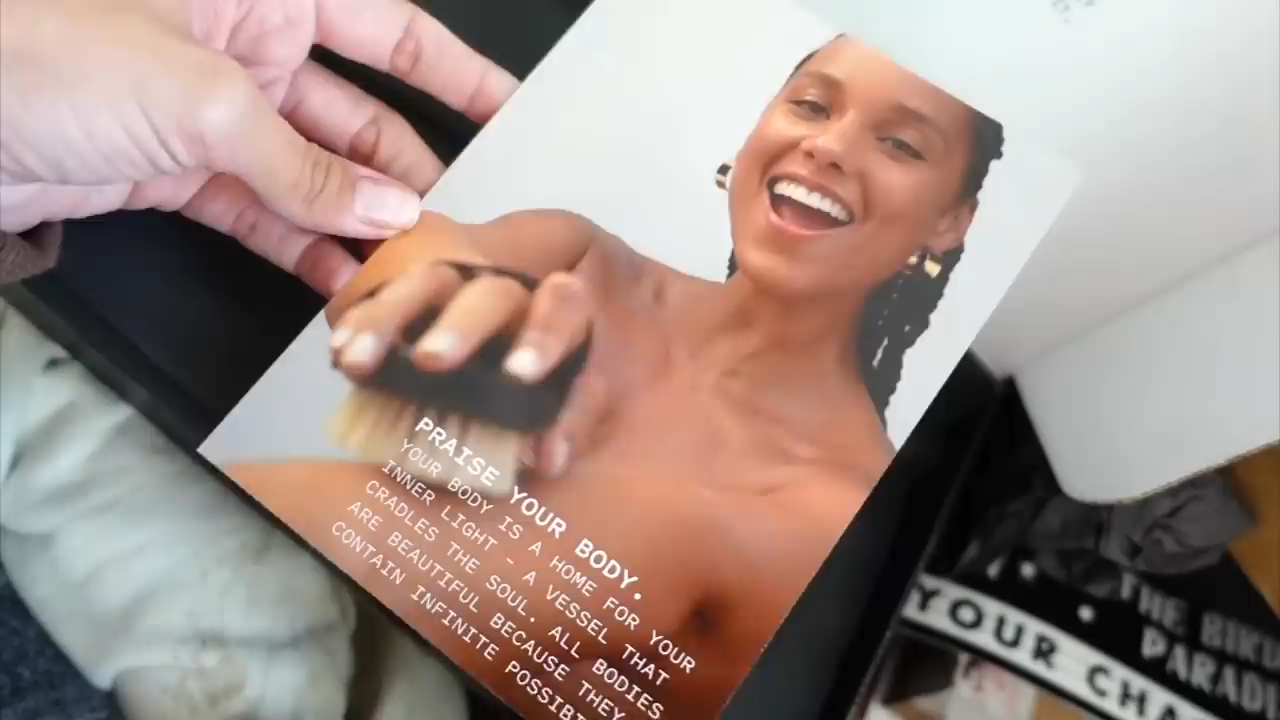 PRAISE YOUR BODY.
YOUR BODY IS A HOME FOR YOUR
INNER LIGHT - A VESSEL THAT
CRADLES THE SOUL. ALL BODIES
ARE BEAUTIFUL BECAUSE THEY
CONTAIN INFINITE
THE
YOUR